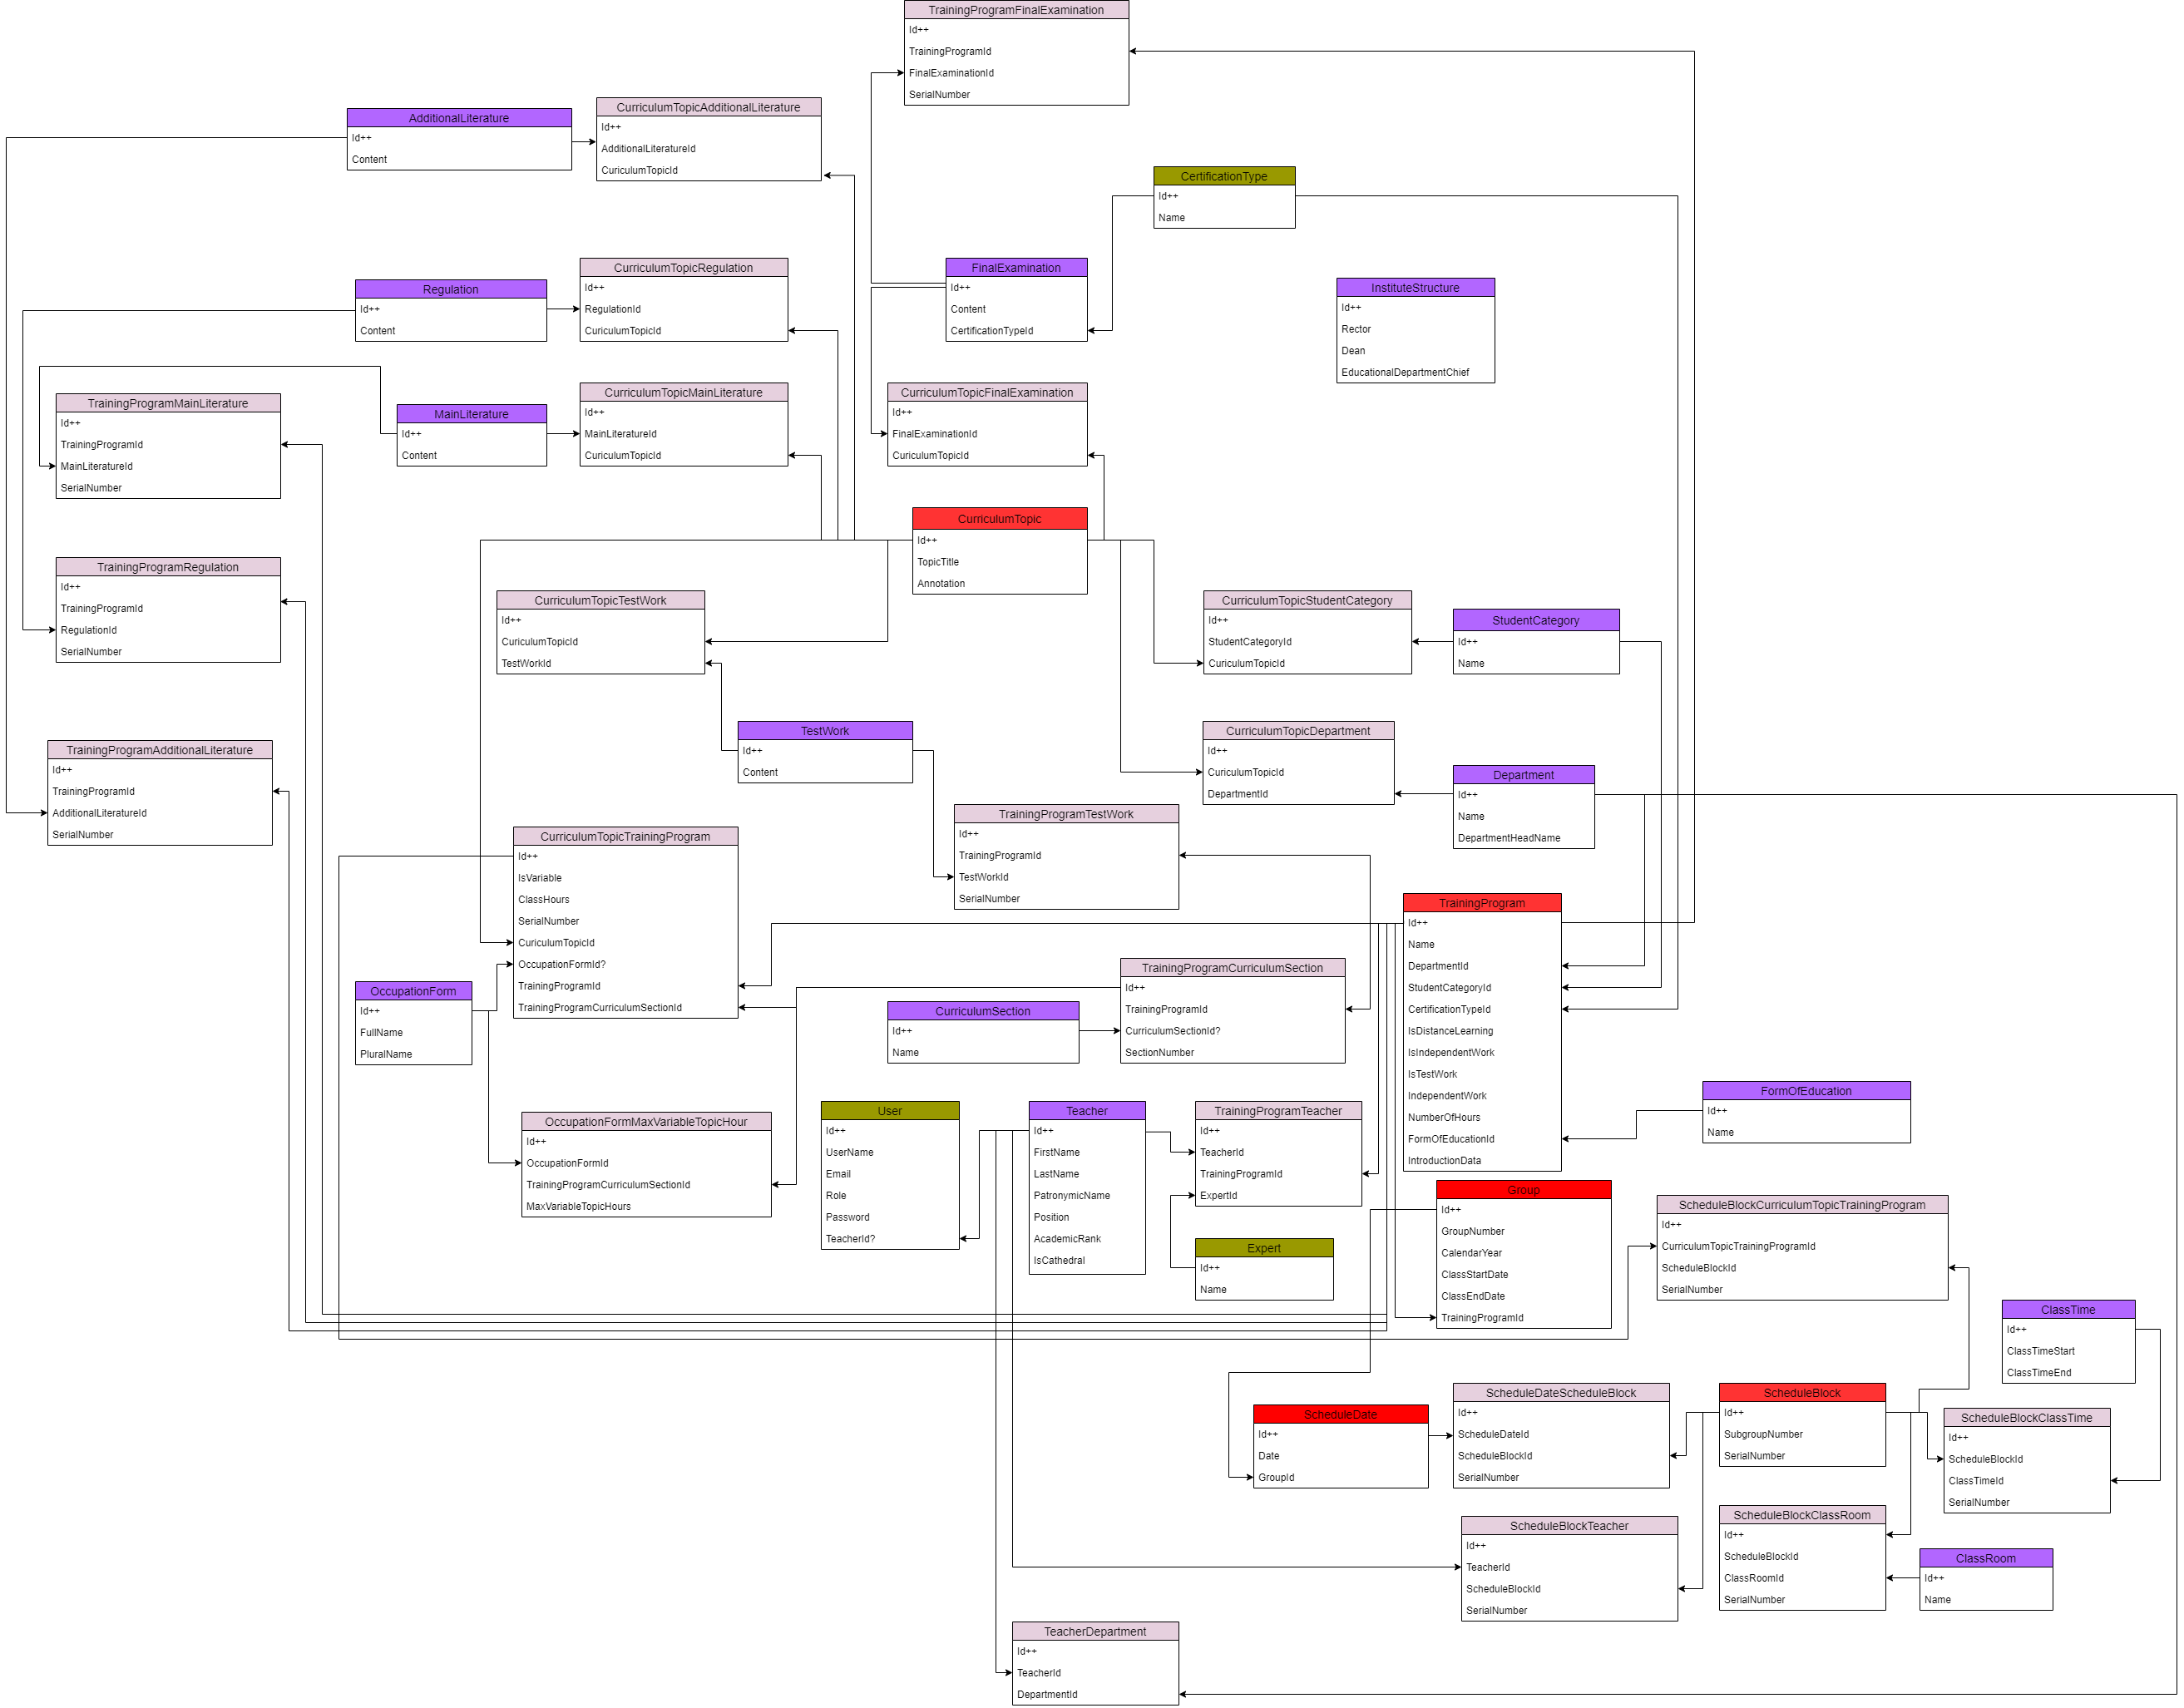 TrainingProgramFinalExamination
Id++
TrainingProgramId
FinalExaminationId
SerialNumber
AdditionalLiterature
Id++
Content
CurriculumTopicAdditionalLiterature
Id++
AdditionalLiteratureId
CuriculumTopicId
CertificationType
Id++
Name
Regulation
Id++
Content
CurriculumTopicRegulation
Id++
RegulationId
CuriculumTopicId
FinalExamination
Id++
Content
CertificationTypeId
InstituteStructure
Id++
Rector
Dean
EducationalDepartmentChief
TrainingProgramMainLiterature
Id++
TrainingProgramId
MainLiteratureId
SerialNumber
MainLiterature
Id++
Content
CurriculumTopicMainLiterature
Id++
MainLiteratureId
CuriculumTopicId
CurriculumTopicFinalExamination
Id++
FinalExaminationId
CuriculumTopicId
CurriculumTopic
Id++
TopicTitle
Annotation
TrainingProgramRegulation
Id++
TrainingProgramId
RegulationId
SerialNumber
CurriculumTopicTestWork
Id++
CuriculumTopicId
TestWorkId
CurriculumTopicStudentCategory
Id++
StudentCategoryId
CuriculumTopicId
StudentCategory
Id++
Name
TestWork
Id++
Content
CurriculumTopicDepartment
Id++
CuriculumTopicId
DepartmentId
Department
Id++
Name
DepartmentHeadName
TrainingProgramAdditionalLiterature
Id++
TrainingProgramId
AdditionalLiteratureId
SerialNumber
TrainingProgramTestWork
Id++
TrainingProgramId
TestWorkId
SerialNumber
CurriculumTopicTrainingProgram
Id++
IsVariable
ClassHours
SerialNumber
CuriculumTopicId
OccupationFormId?
TrainingProgramId
TrainingProgramCurriculumSectionId
TrainingProgram
Id++
Name
DepartmentId
StudentCategoryId
CertificationTypeId
IsDistanceLearning
IsIndependentWork
IsTestWork
IndependentWork
NumberOfHours
FormOfEducationId
IntroductionData
OccupationForm
Id++
FullName
PluralName
CurriculumSection
Id++
Name
TrainingProgramCurriculumSection
Id++
TrainingProgramId
CurriculumSectionId?
SectionNumber
OccupationFormMaxVariableTopicHour
Id++
OccupationFormId
TrainingProgramCurriculumSectionId
MaxVariableTopicHours
User
Id++
UserName
Email
Role
Password
TeacherId?
Teacher
Id++
FirstName
LastName
PatronymicName
Position
AcademicRank
IsCathedral
TrainingProgramTeacher
Id++
TeacherId
TrainingProgramId
ExpertId
FormOfEducation
Id++
Name
Expert
Id++
Name
Group
Id++
GroupNumber
CalendarYear
ClassStartDate
ClassEndDate
TrainingProgramId
ScheduleBlockCurriculumTopicTrainingProgram
Id++
CurriculumTopicTrainingProgramId
ScheduleBlockId
SerialNumber
ClassTime
Id++
ClassTimeStart
ClassTimeEnd
ScheduleDate
Id++
Date
GroupId
ScheduleDateScheduleBlock
Id++
ScheduleDateId
ScheduleBlockId
SerialNumber
ScheduleBlock
Id++
SubgroupNumber
SerialNumber
ScheduleBlockClassTime
Id++
ScheduleBlockId
ClassTimeId
SerialNumber
ScheduleBlockTeacher
Id++
TeacherId
ScheduleBlockId
SerialNumber
ScheduleBlockClassRoom
Id++
ScheduleBlockId
ClassRoomId
SerialNumber
ClassRoom
Id++
Name
TeacherDepartment
Id++
TeacherId
DepartmentId